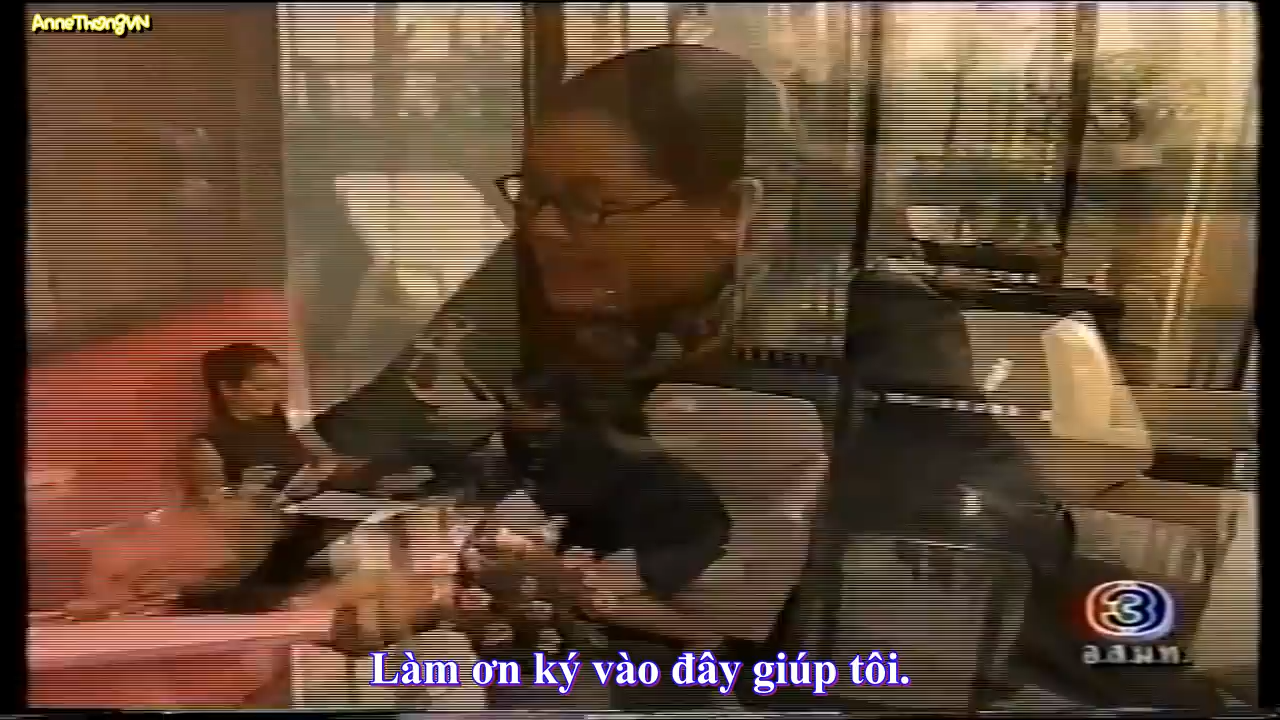 AnneThongVN
3
อ.ส.ม.ท.
Làm ơn ký vào đây giúp tôi.